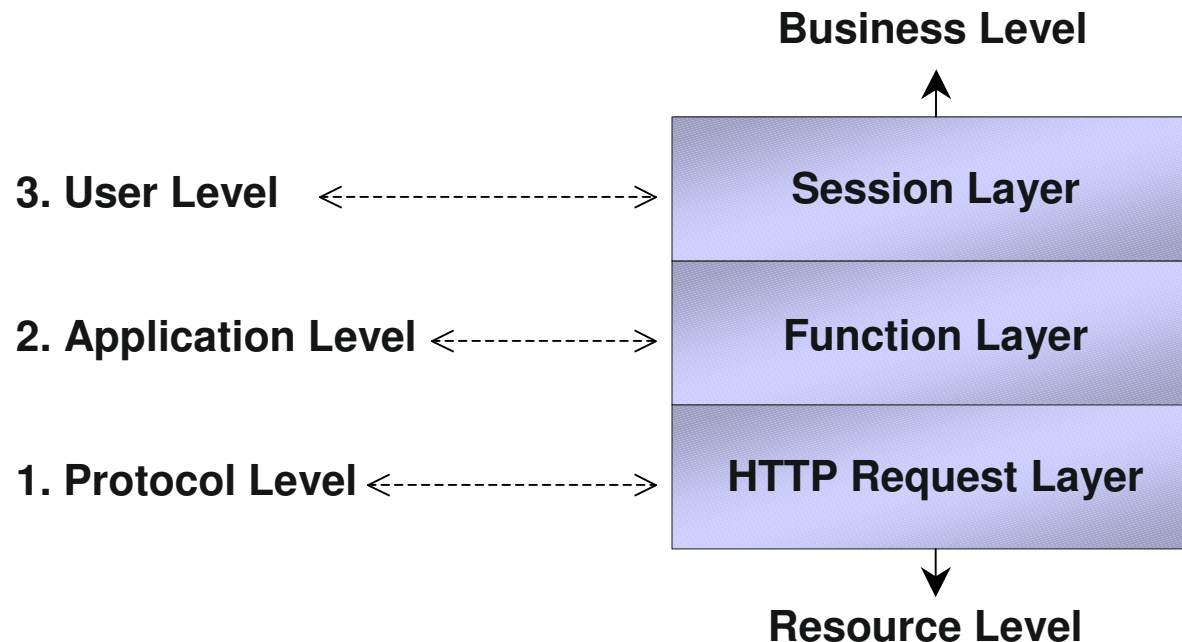 Business Level
3. User Level
Session Layer
2. Application Level
Function Layer
1. Protocol Level
HTTP Request Layer
Resource Level